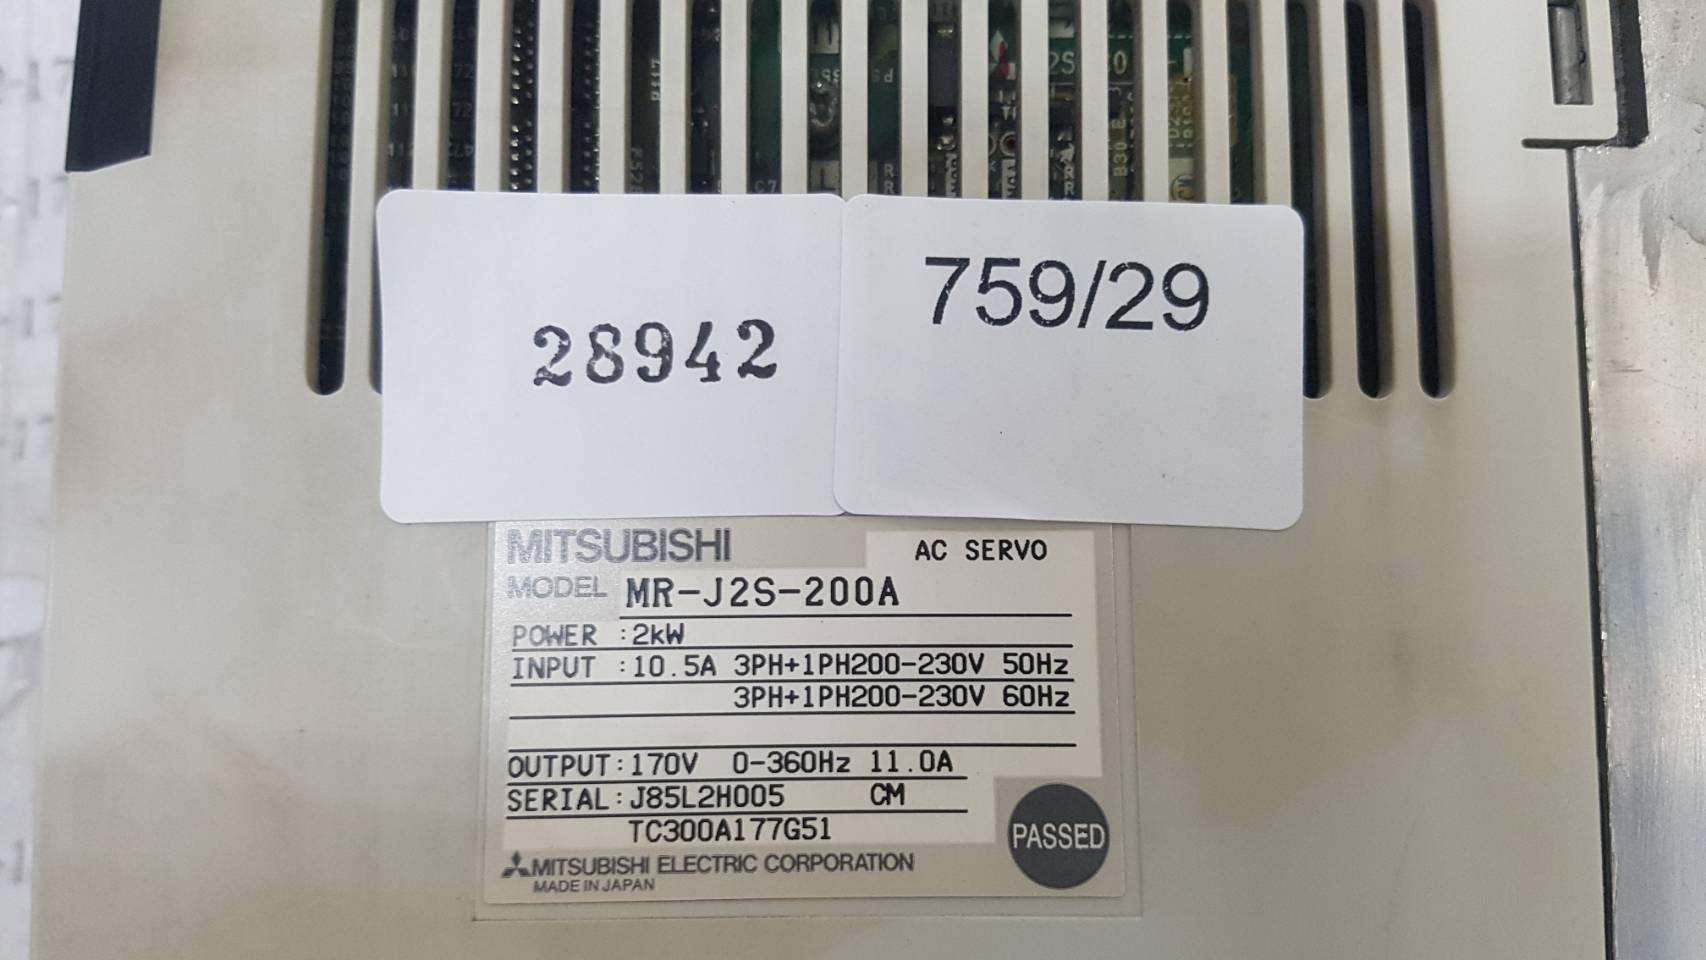 28942
759/29
MITSUBISHI AC SERVO
MODEL MR-J2S-200A
POWER :2kW
INPUT :10.5A 3PH+1PH200-230V 50Hz
3PH+1PH200-230V 60Hz
OUTPUT:170V 0-360Hz 11.0A
SERIAL:J85L2H005 CM
TC300A177G51
PASSED
MITSUBISHI ELECTRIC CORPORATION
MADE IN JAPAN